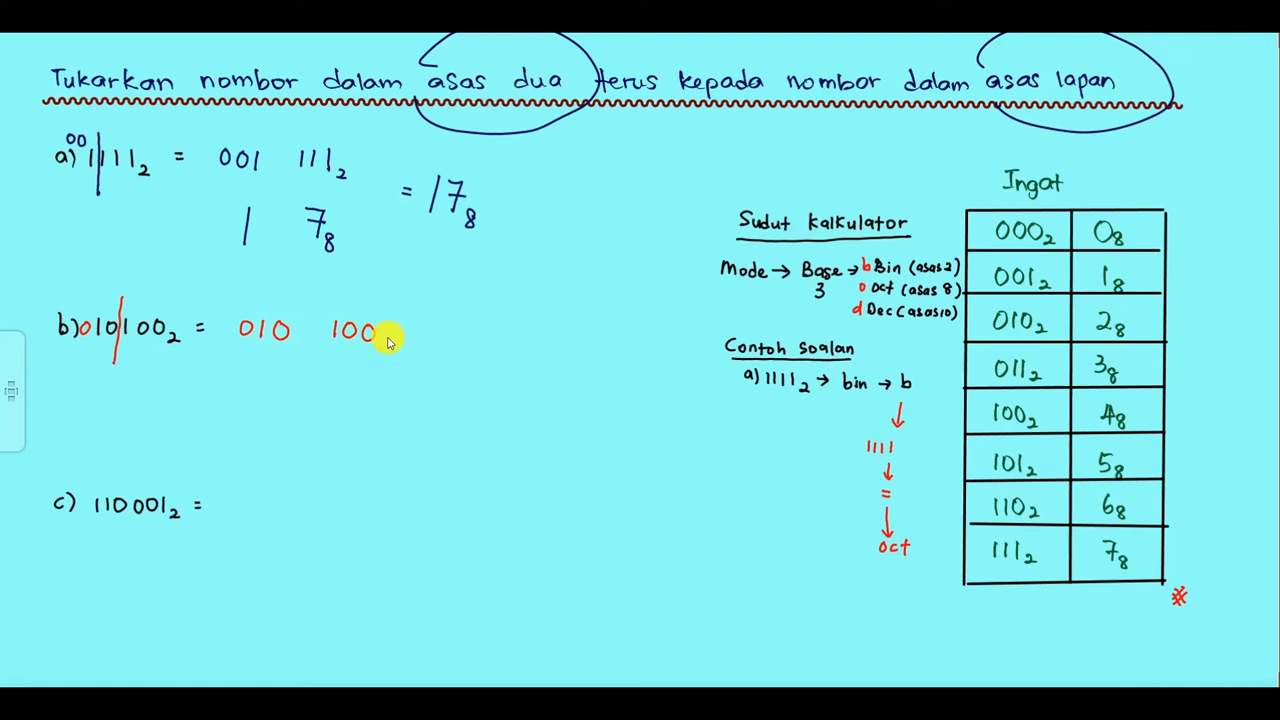 Tukarkan nombor dalam asas dua terus kepada nombor dalam asas lapan
00
a) 1111₂ = 001 111₂
1 7₈
= 17₈
b) 010100₂ = 010 100
c) 110001₂ =
Sudut kalkulator
Mode → Base → b Bin (asas 2)
3 o Oct (asas 8)
d Dec (asas 10)
Contoh soalan
a) 1111₂ → bin → b
↓
1111
↓
=
↓
oct
Ingat
000₂ 0₈
001₂ 1₈
010₂ 2₈
011₂ 3₈
100₂ 4₈
101₂ 5₈
110₂ 6₈
111₂ 7₈